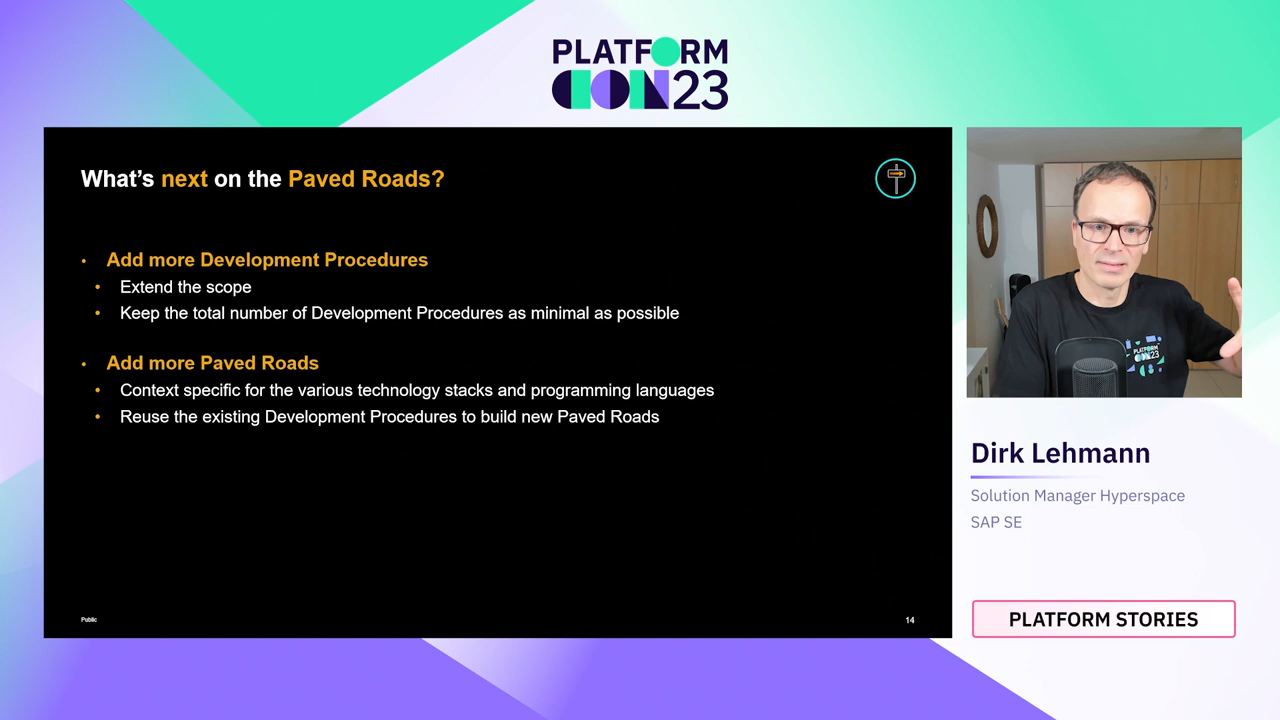 PLATFORM
CON23
What's next on the Paved Roads?
• Add more Development Procedures
• Extend the scope
• Keep the total number of Development Procedures as minimal as possible
• Add more Paved Roads
• Context specific for the various technology stacks and programming languages
• Reuse the existing Development Procedures to build new Paved Roads
Public
14
PLATFORM
CON23
Dirk Lehmann
Solution Manager Hyperspace
SAP SE
PLATFORM STORIES